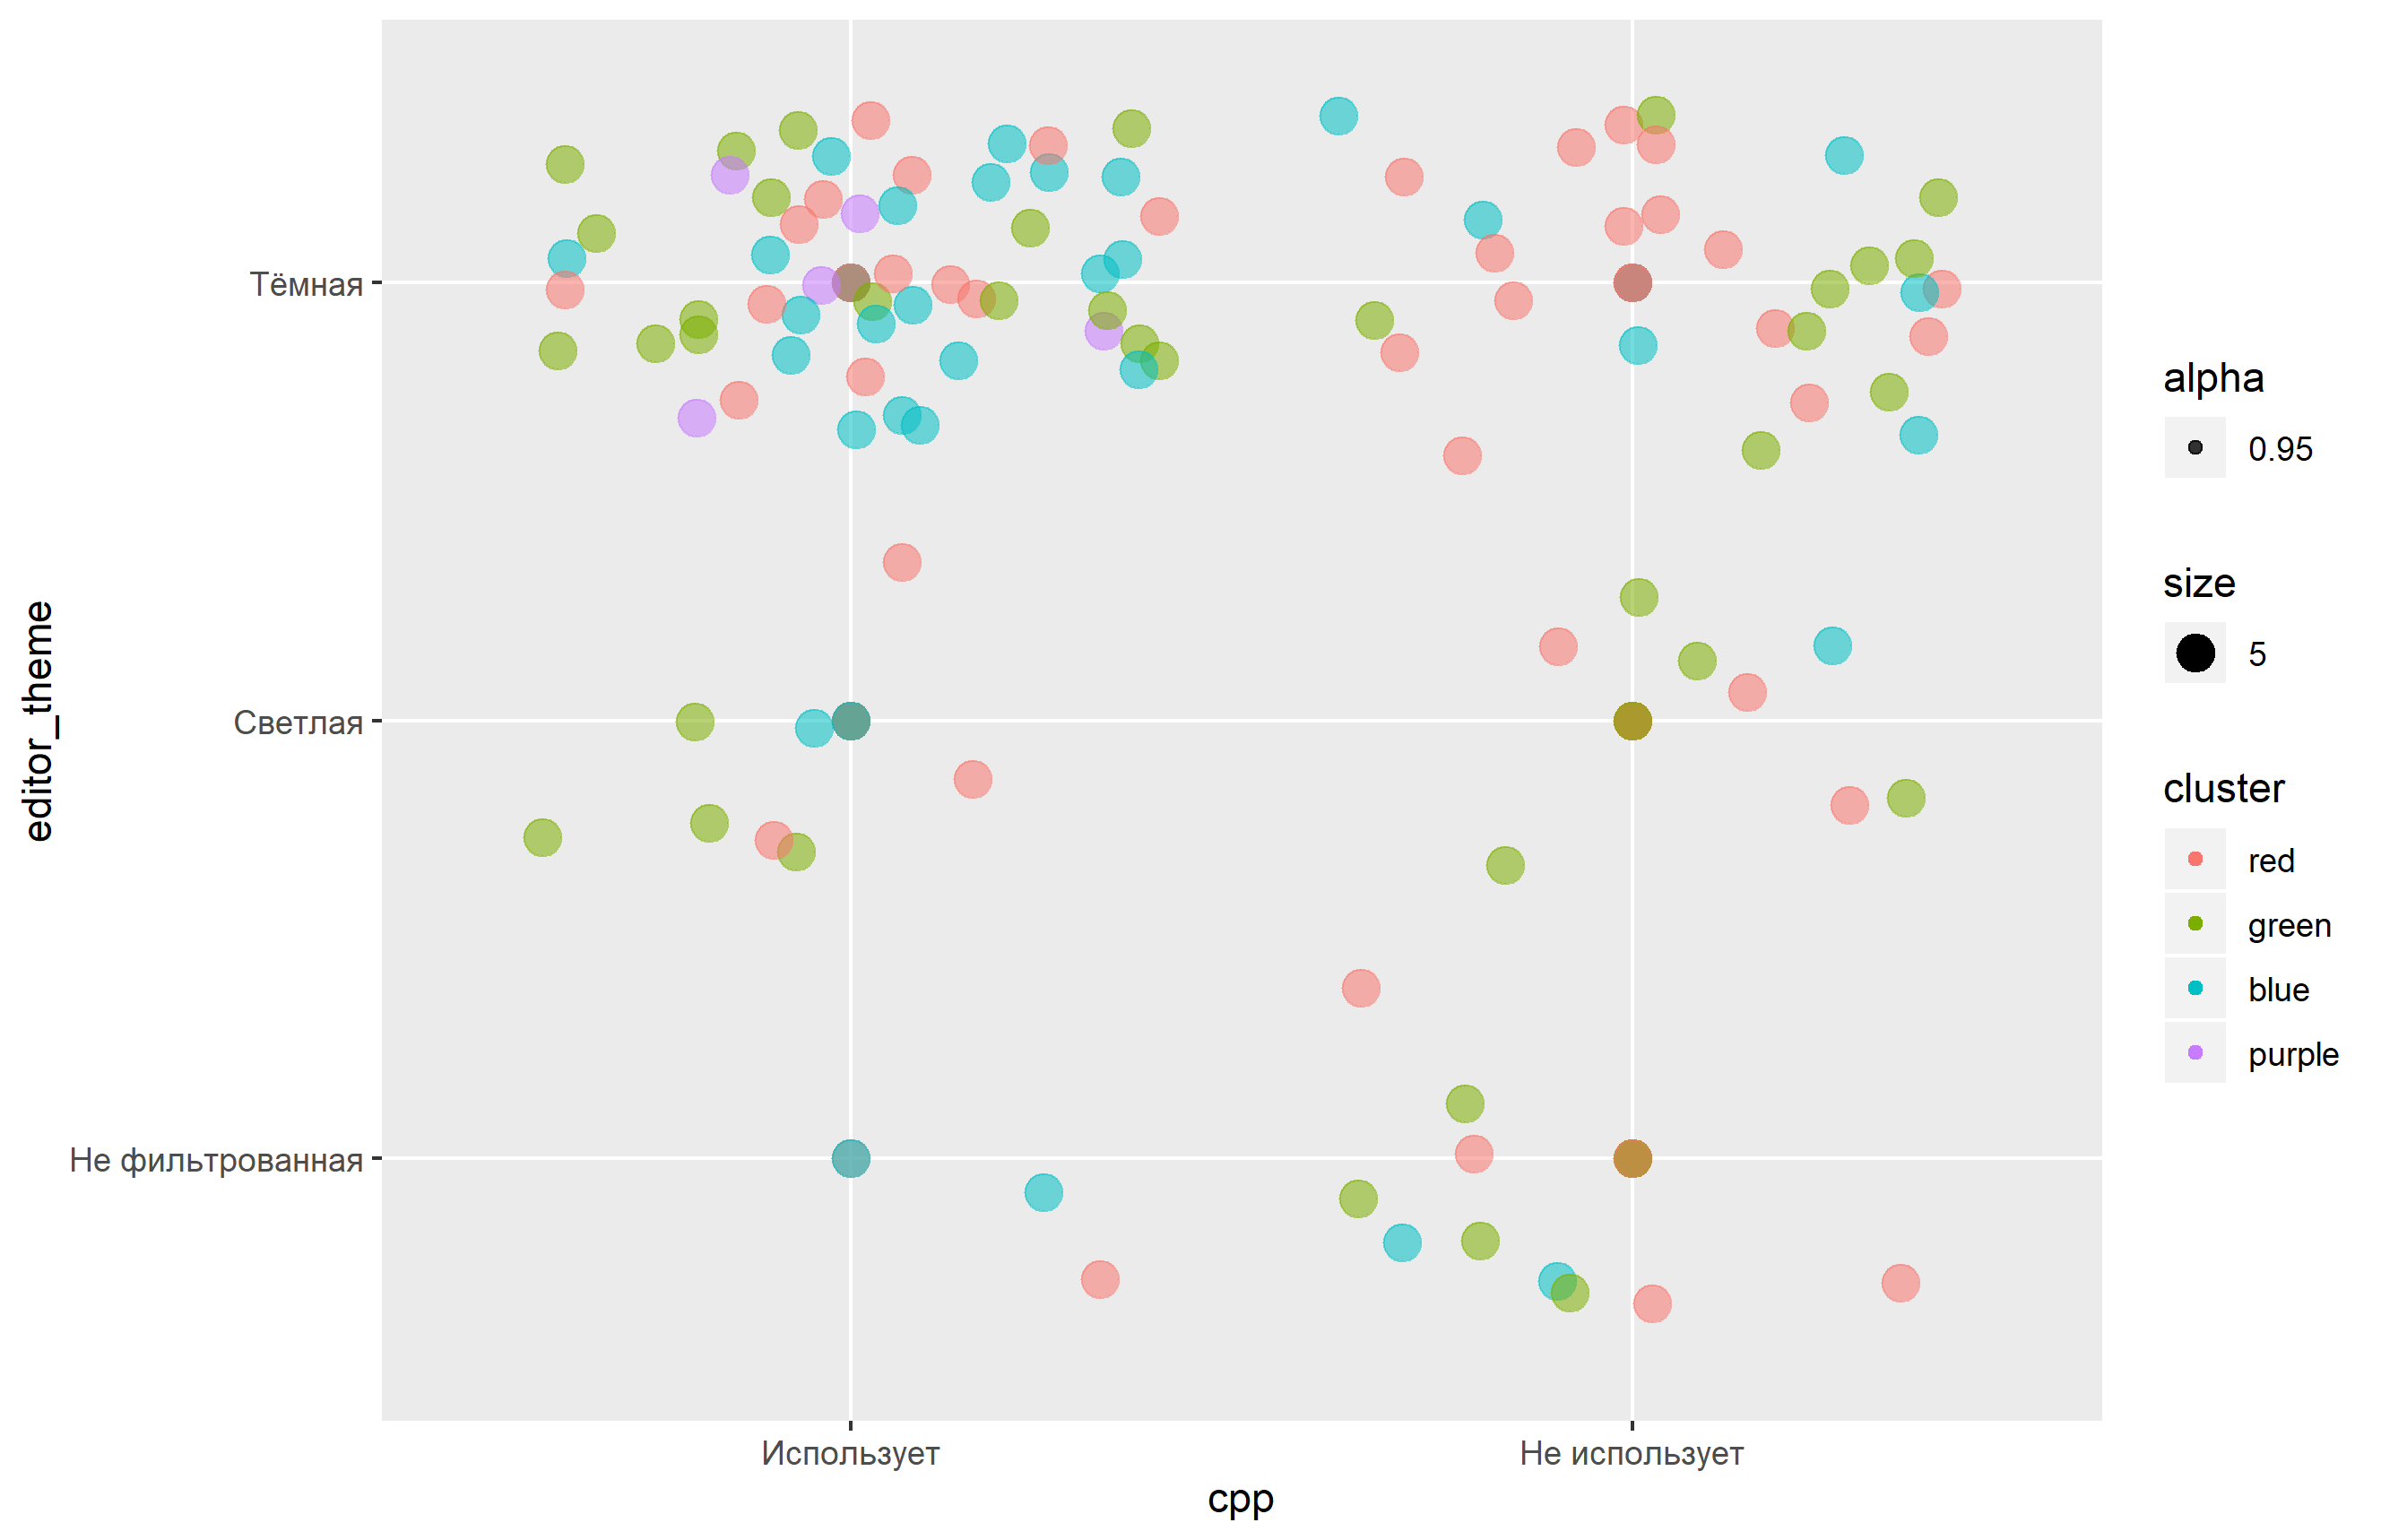 editor_theme
Тёмная
Светлая
Не фильтрованная
Использует
Не использует
cpp
alpha
0.95
size
5
cluster
red
green
blue
purple